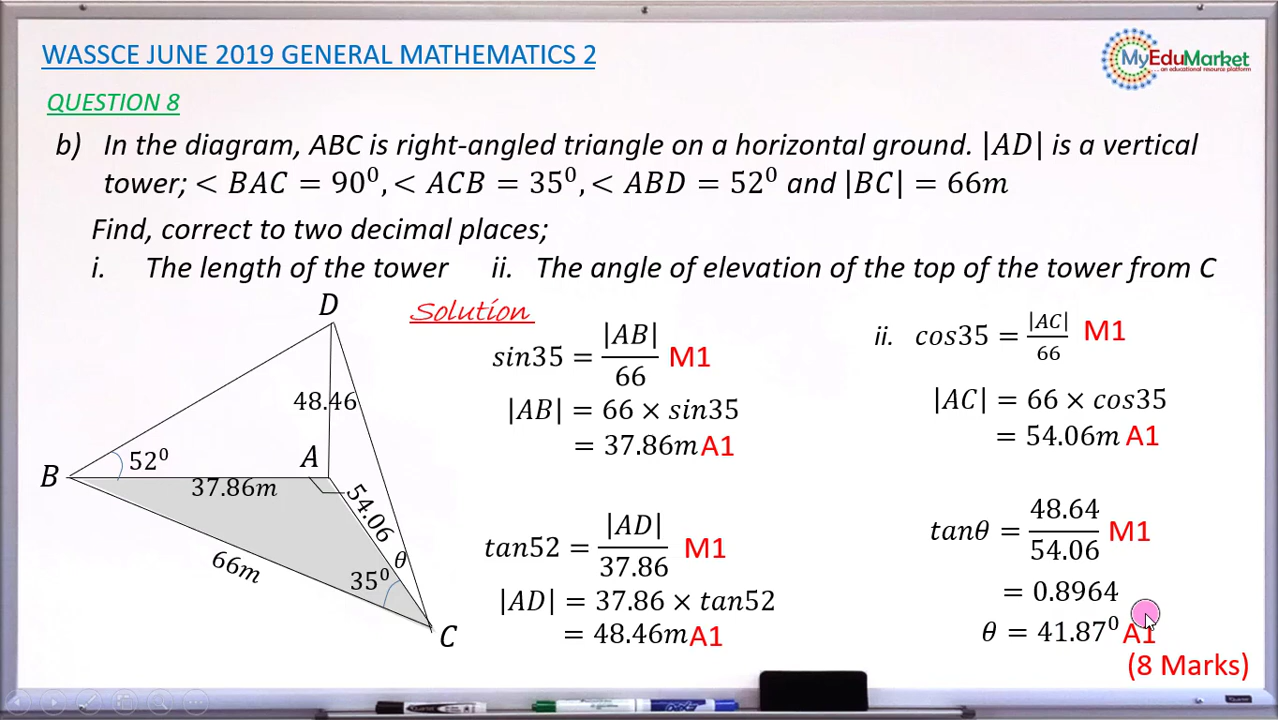 WASSCE JUNE 2019 GENERAL MATHEMATICS 2
MyEduMarket
...an educational resource platform
QUESTION 8
b) In the diagram, ABC is right-angled triangle on a horizontal ground. |AD| is a vertical
tower; < BAC = 90⁰, < ACB = 35⁰, < ABD = 52⁰ and |BC| = 66m
Find, correct to two decimal places;
i. The length of the tower ii. The angle of elevation of the top of the tower from C
D
48.46
A
B
52⁰
37.86m
54.06
66m
35⁰
θ
C
Solution
sin35 = |AB|/66 M1
|AB| = 66 × sin35
= 37.86m A1
tan52 = |AD|/37.86 M1
|AD| = 37.86 × tan52
= 48.46m A1
ii. cos35 = |AC|/66 M1
|AC| = 66 × cos35
= 54.06m A1
tanθ = 48.64/54.06 M1
= 0.8964
θ = 41.87⁰ A1
(8 Marks)